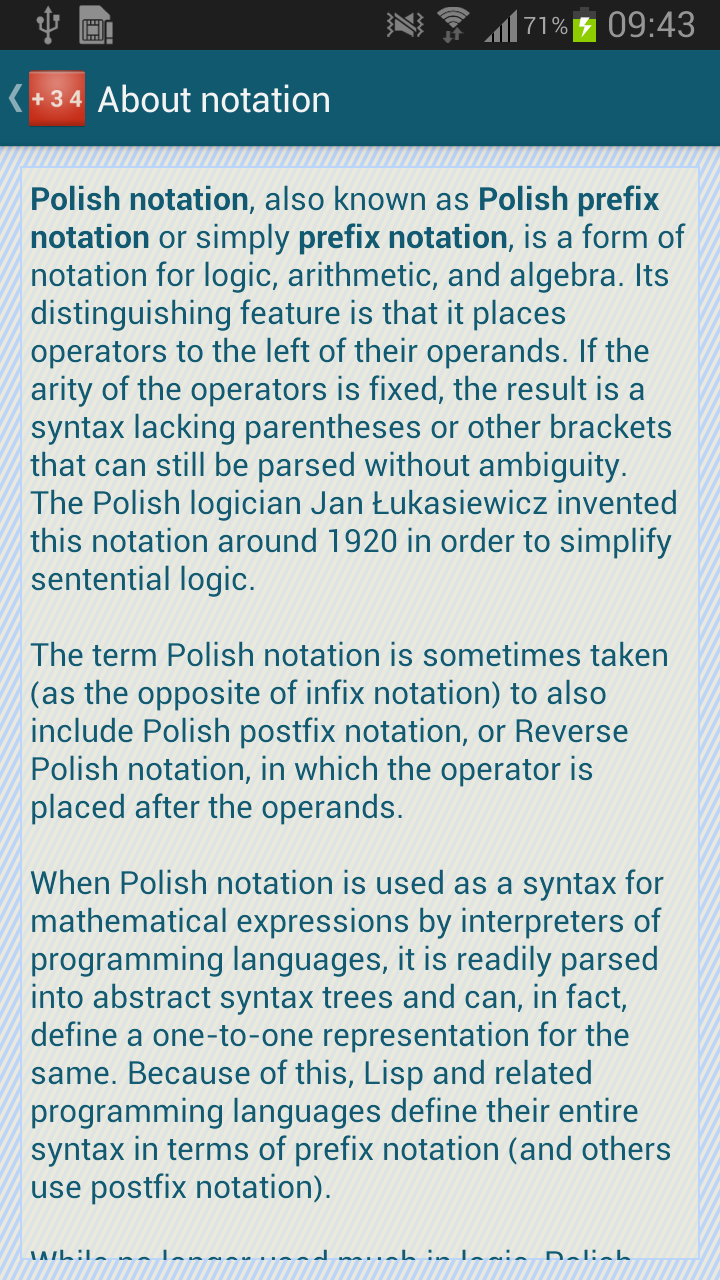 71% 09:43
+ 3 4 About notation
Polish notation, also known as Polish prefix
notation or simply prefix notation, is a form of
notation for logic, arithmetic, and algebra. Its
distinguishing feature is that it places
operators to the left of their operands. If the
arity of the operators is fixed, the result is a
syntax lacking parentheses or other brackets
that can still be parsed without ambiguity.
The Polish logician Jan Łukasiewicz invented
this notation around 1920 in order to simplify
sentential logic.
The term Polish notation is sometimes taken
(as the opposite of infix notation) to also
include Polish postfix notation, or Reverse
Polish notation, in which the operator is
placed after the operands.
When Polish notation is used as a syntax for
mathematical expressions by interpreters of
programming languages, it is readily parsed
into abstract syntax trees and can, in fact,
define a one-to-one representation for the
same. Because of this, Lisp and related
programming languages define their entire
syntax in terms of prefix notation (and others
use postfix notation).
While no longer used much in logic, Polish